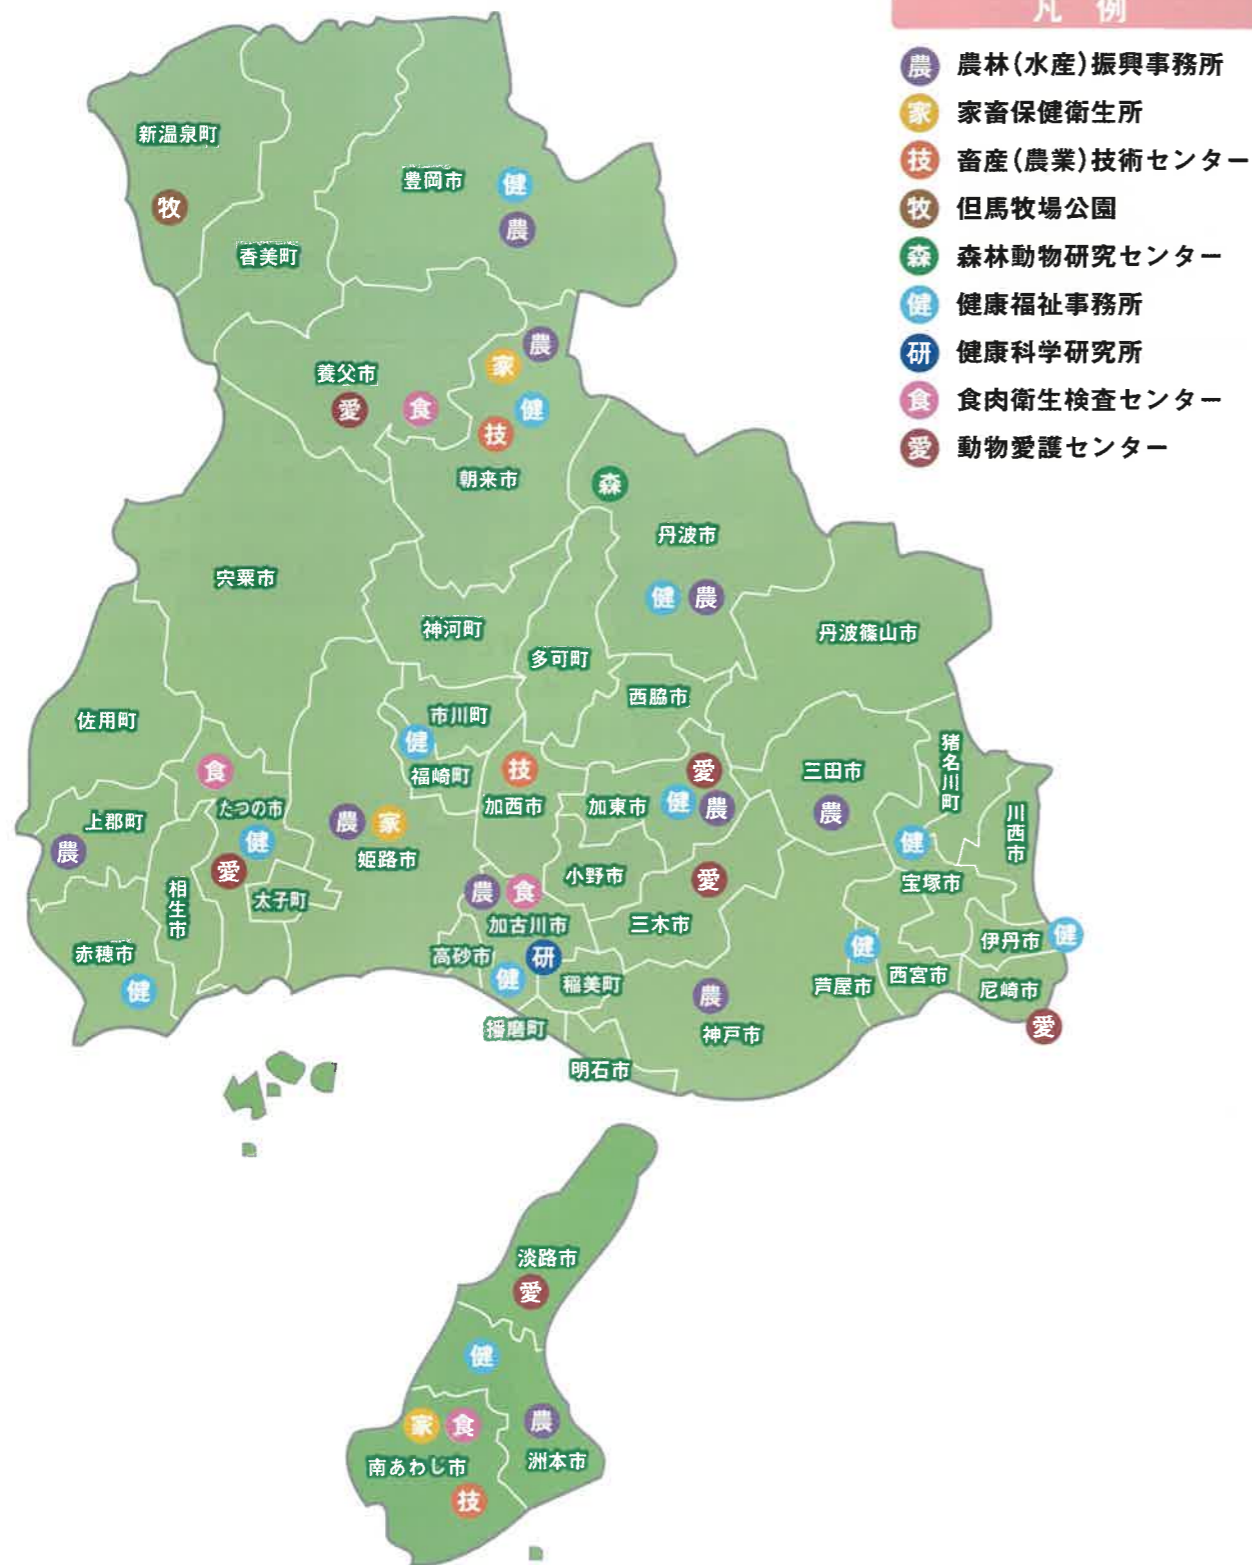 凡 例
農 農林(水産)振興事務所
家 家畜保健衛生所
技 畜産(農業)技術センター
牧 但馬牧場公園
森 森林動物研究センター
健 健康福祉事務所
研 健康科学研究所
食 食肉衛生検査センター
愛 動物愛護センター
新温泉町
牧
香美町
豊岡市
健
農
養父市
愛
食
農
家
健
技
朝来市
森
丹波市
健
農
宍粟市
神河町
多可町
丹波篠山市
西脇市
佐用町
市川町
健
福崎町
食
たつの市
健
愛
太子町
上郡町
農
相生市
赤穂市
健
農
家
姫路市
技
加西市
加東市
愛
健
農
三田市
農
猪名川町
川西市
健
宝塚市
小野市
愛
三木市
農
食
加古川市
高砂市
研
健
稲美町
播磨町
明石市
農
神戸市
健
芦屋市
西宮市
伊丹市
健
尼崎市
愛
淡路市
愛
健
家
食
農
南あわじ市
洲本市
技